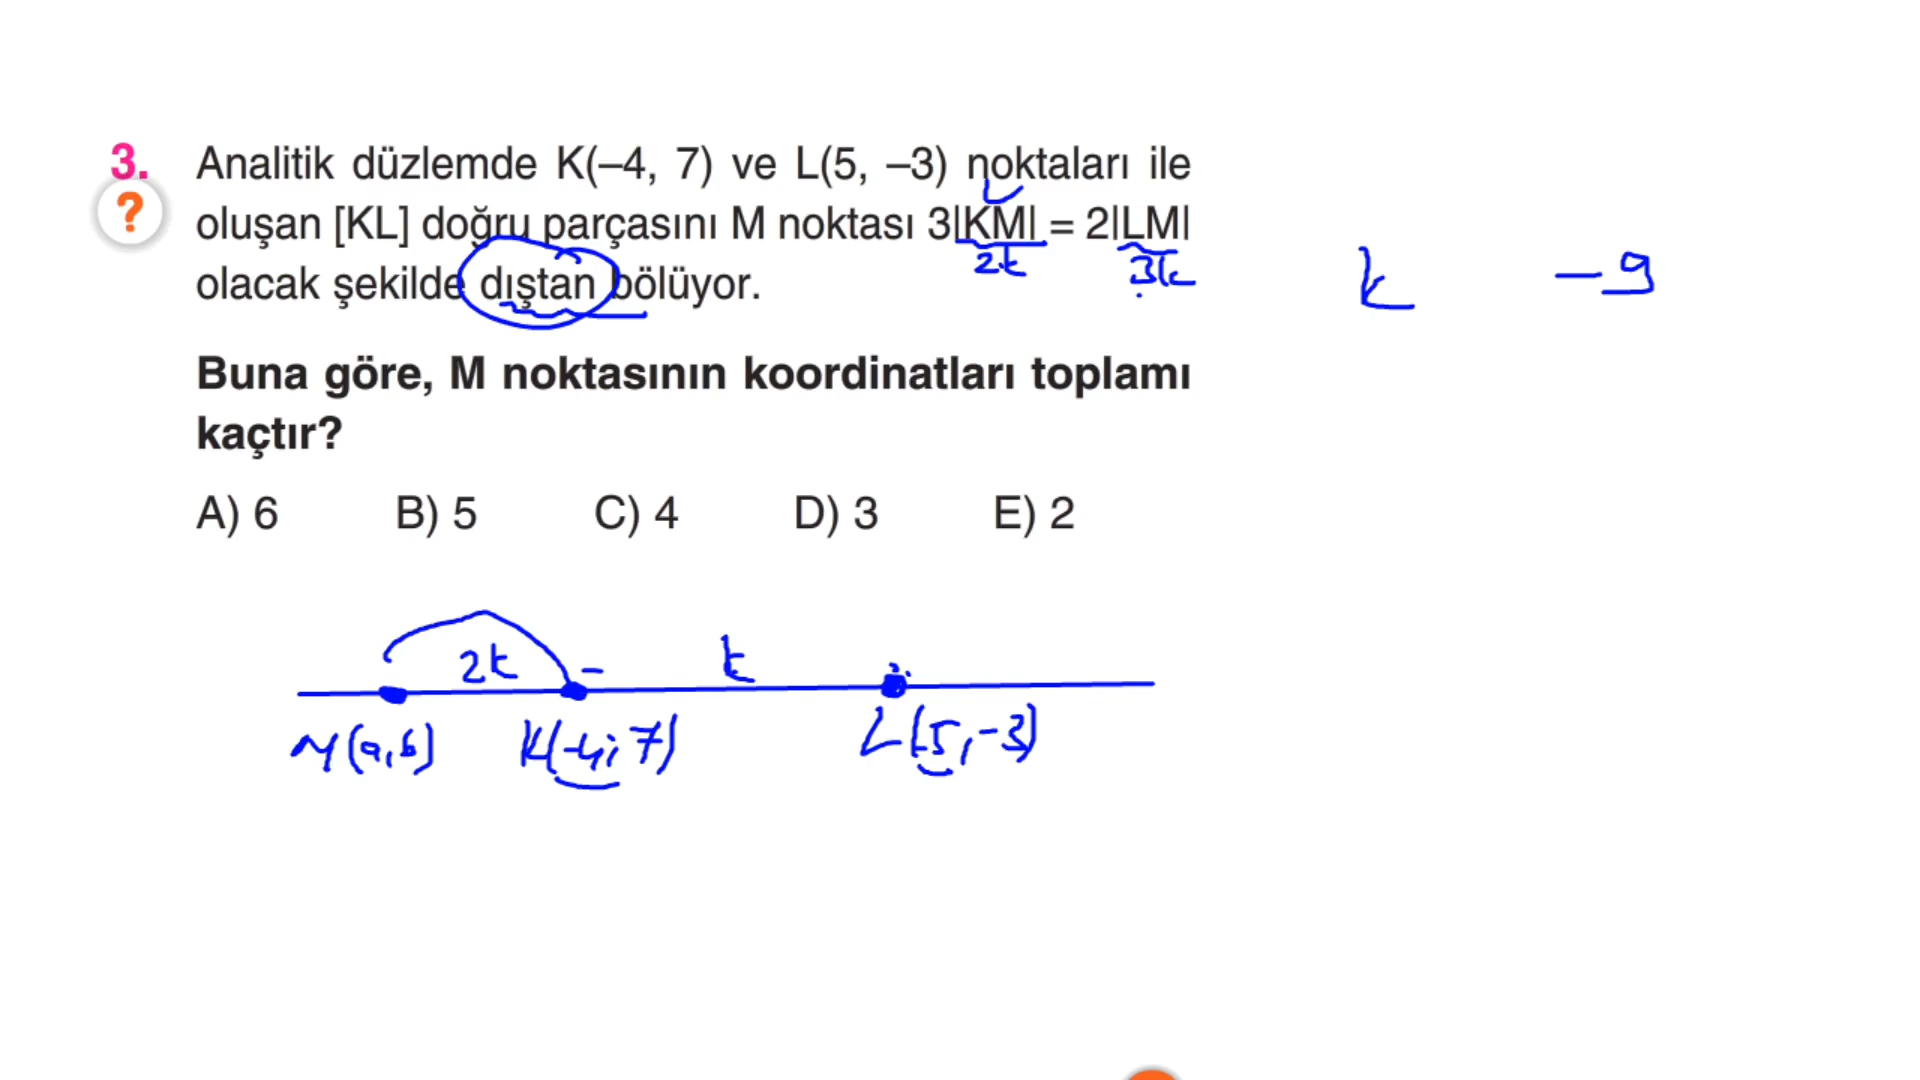 3. Analitik düzlemde K(–4, 7) ve L(5, –3) noktaları ile
? oluşan [KL] doğru parçasını M noktası 3|KM| = 2|LM|
2k 3k
olacak şekilde dıştan bölüyor.
k –9
Buna göre, M noktasının koordinatları toplamı
kaçtır?
A) 6 B) 5 C) 4 D) 3 E) 2
2k – k
M(a,b) K(-4,7) L(5,-3)